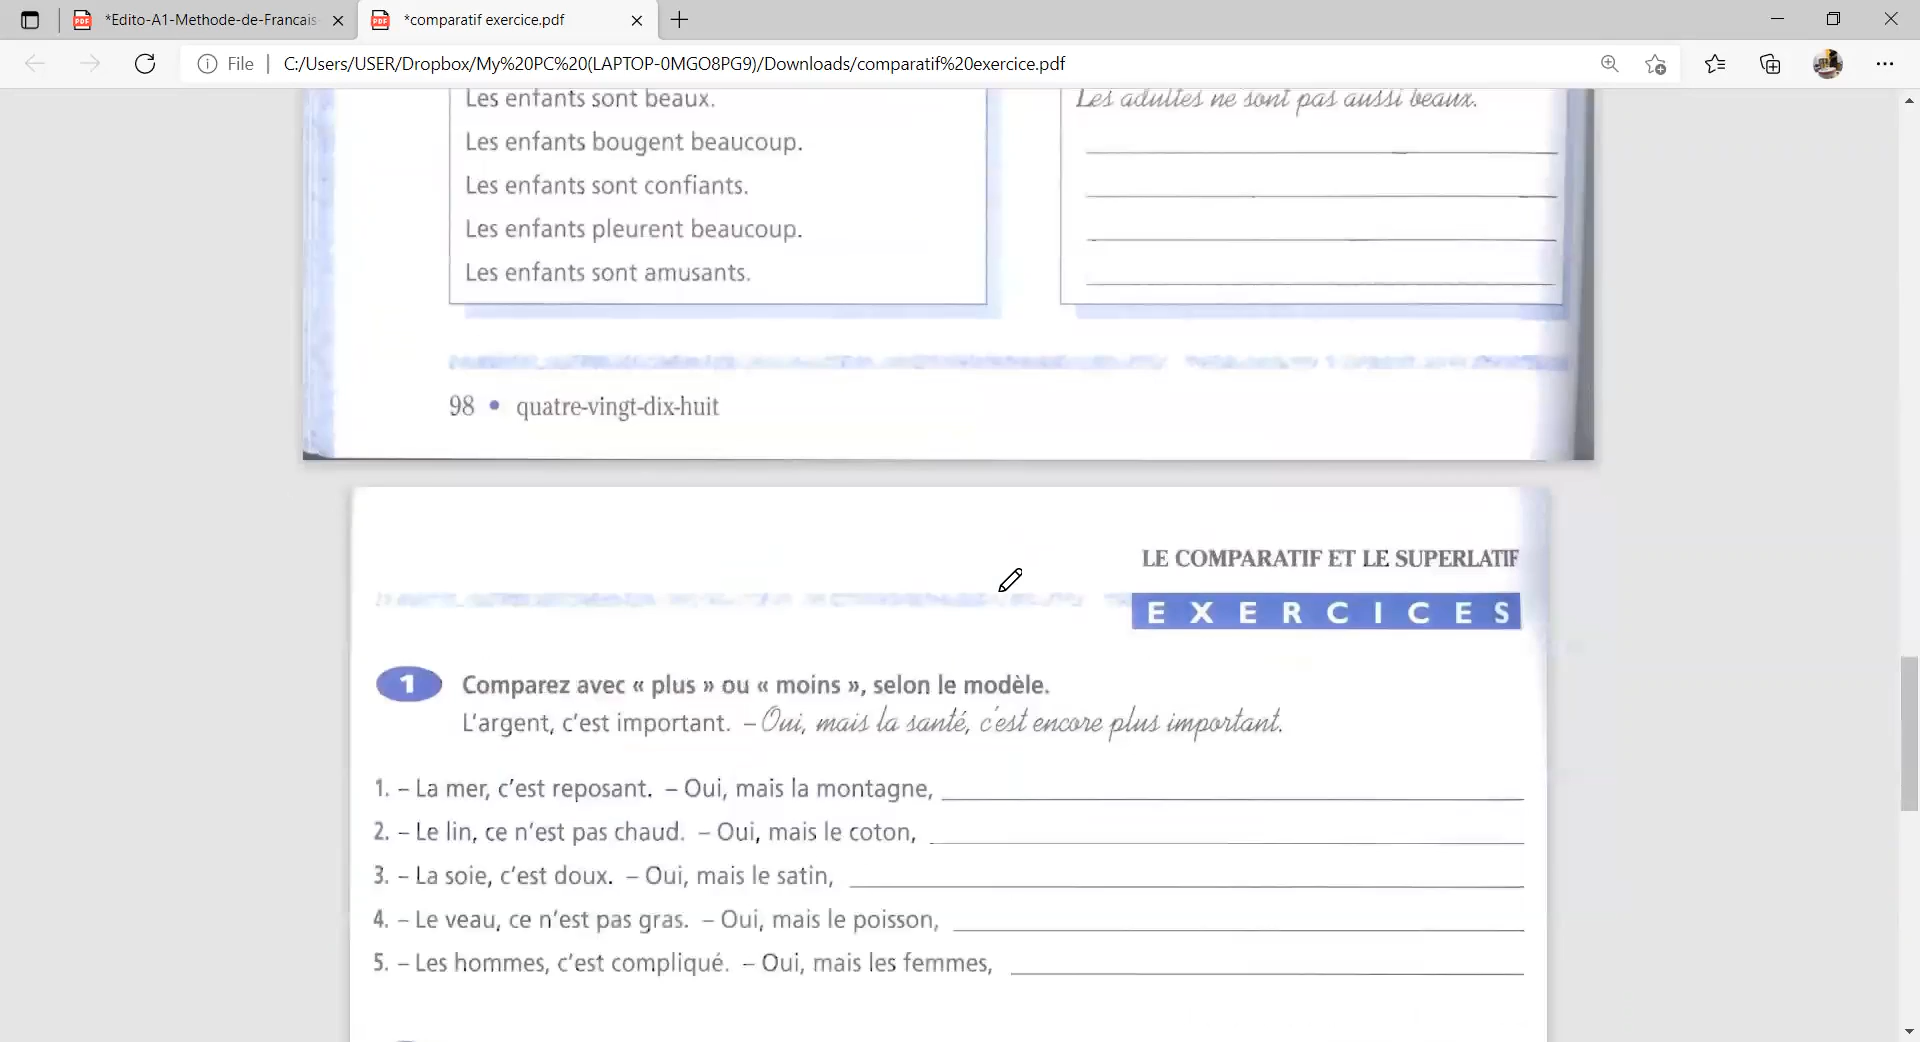 *Edito-A1-Methode-de-Francais
*comparatif exercice.pdf
File
C:/Users/USER/Dropbox/My%20PC%20(LAPTOP-0MGO8PG9)/Downloads/comparatif%20exercice.pdf
Les enfants sont beaux.
Les adultes ne sont pas aussi beaux.
Les enfants bougent beaucoup.
Les enfants sont confiants.
Les enfants pleurent beaucoup.
Les enfants sont amusants.
98 • quatre-vingt-dix-huit
LE COMPARATIF ET LE SUPERLATIF
EXERCICES
1 Comparez avec « plus » ou « moins », selon le modèle.
L'argent, c'est important. – Oui, mais la santé, c'est encore plus important.
1. – La mer, c'est reposant. – Oui, mais la montagne,
2. – Le lin, ce n'est pas chaud. – Oui, mais le coton,
3. – La soie, c'est doux. – Oui, mais le satin,
4. – Le veau, ce n'est pas gras. – Oui, mais le poisson,
5. – Les hommes, c'est compliqué. – Oui, mais les femmes,